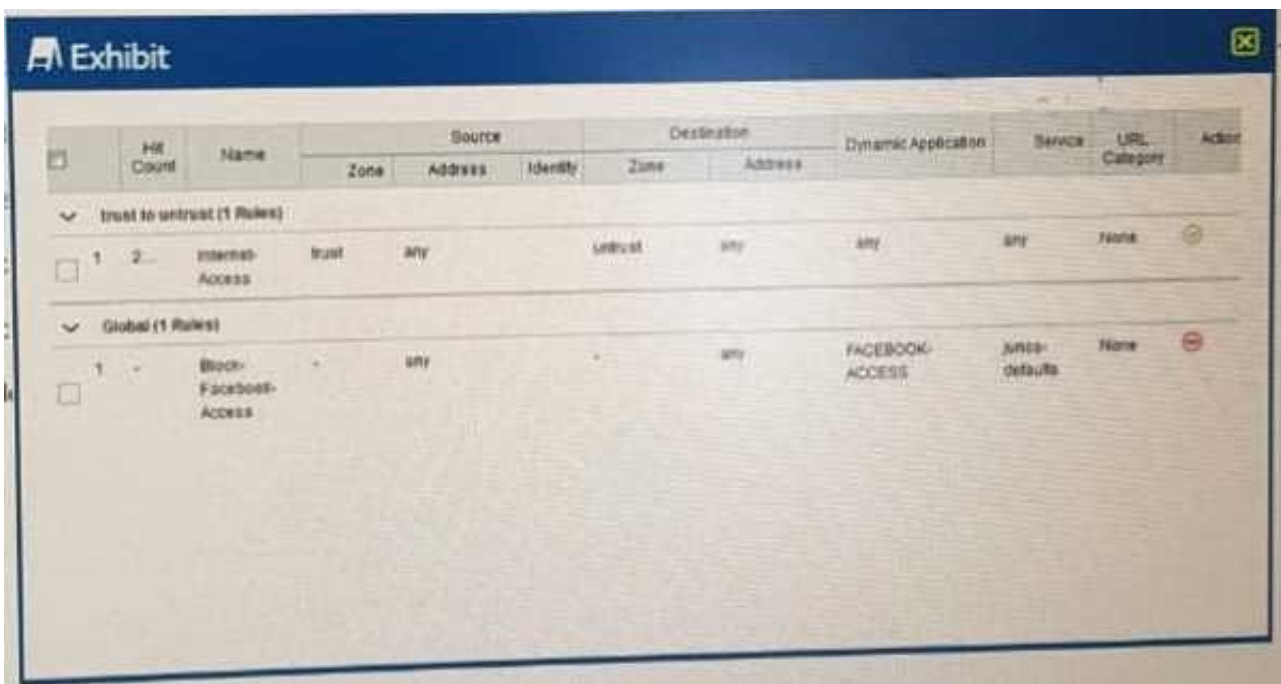 Exhibit
Source Destination
Hit Count Name Zone Address Identity Zone Address Dynamic Application Service URL Category Action
trust to untrust (1 Rules)
1 2... Internet-Access trust any untrust any any any None
Global (1 Rules)
1 - Block-Facebook-Access - any - any FACEBOOK-ACCESS junos-defaults None